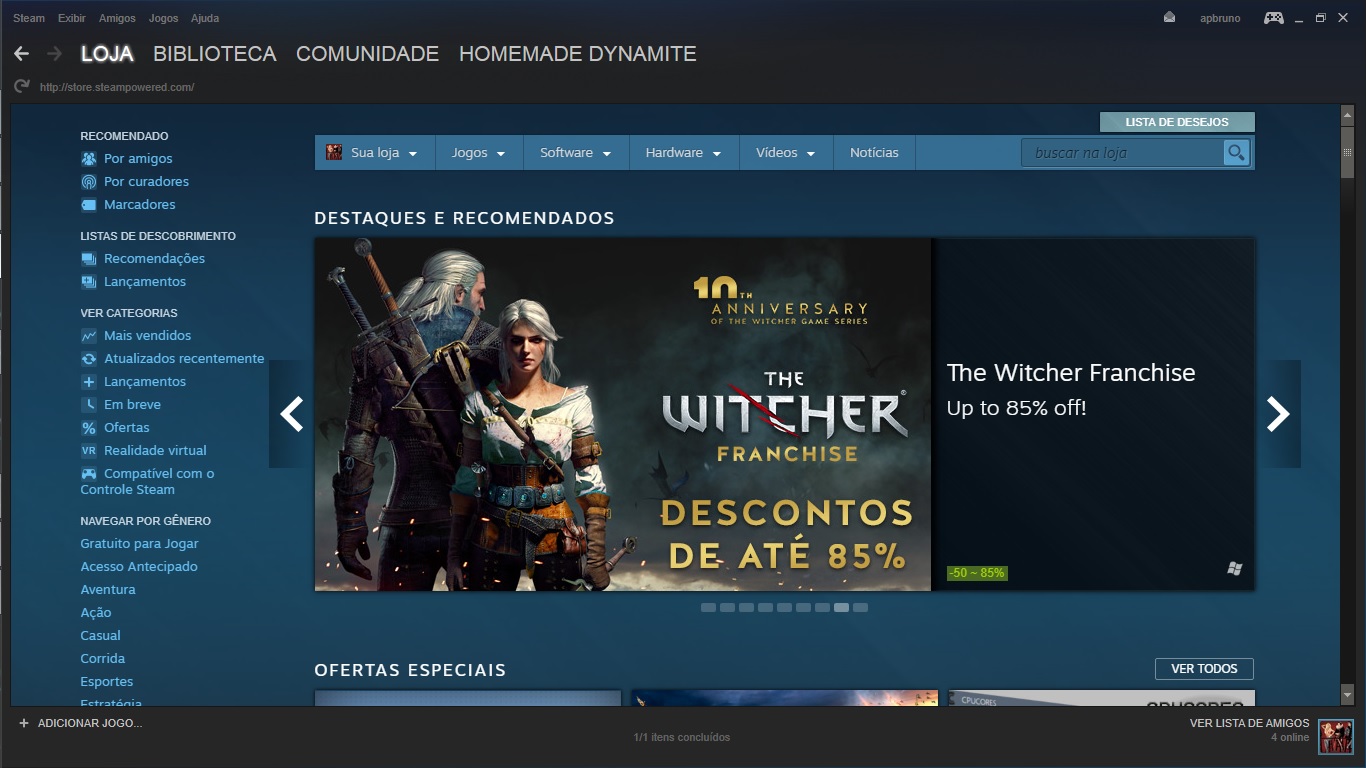 Steam Exibir Amigos Jogos Ajuda
apbruno
LOJA BIBLIOTECA COMUNIDADE HOMEMADE DYNAMITE
http://store.steampowered.com/
LISTA DE DESEJOS
Sua loja Jogos Software Hardware Vídeos Notícias
buscar na loja
RECOMENDADO
Por amigos
Por curadores
Marcadores
LISTAS DE DESCOBRIMENTO
Recomendações
Lançamentos
VER CATEGORIAS
Mais vendidos
Atualizados recentemente
Lançamentos
Em breve
% Ofertas
VR Realidade virtual
Compatível com o
Controle Steam
NAVEGAR POR GÊNERO
Gratuito para Jogar
Acesso Antecipado
Aventura
Ação
Casual
Corrida
Esportes
Estratégia
DESTAQUES E RECOMENDADOS
10TH
ANNIVERSARY
OF THE WITCHER GAME SERIES
THE
WITCHER®
FRANCHISE
DESCONTOS
DE ATÉ 85%
The Witcher Franchise
Up to 85% off!
-50 ~ 85%
OFERTAS ESPECIAIS
VER TODOS
CPUCORES
CPUCORES
+ ADICIONAR JOGO...
1/1 itens concluídos
VER LISTA DE AMIGOS
4 online